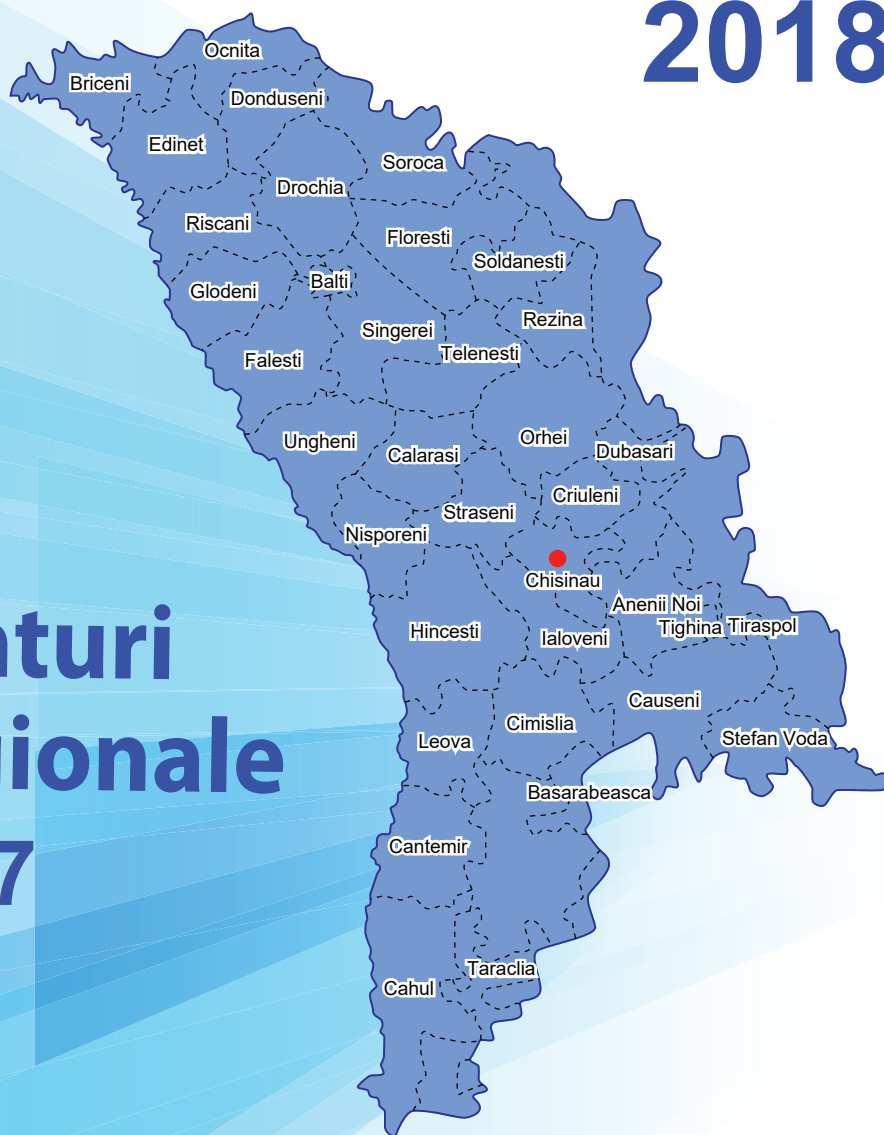 2018
Ocnita
Briceni
Donduseni
Edinet
Soroca
Drochia
Riscani
Floresti
Soldanesti
Balti
Glodeni
Rezina
Singerei
Telenesti
Falesti
Orhei
Ungheni
Dubasari
Calarasi
Criuleni
Straseni
Nisporeni
Chisinau
Anenii Noi
Tighina
Tiraspol
Hincesti
Ialoveni
Causeni
Cimislia
Leova
Stefan Voda
Basarabeasca
Cantemir
Taraclia
Cahul
turi
ionale
7